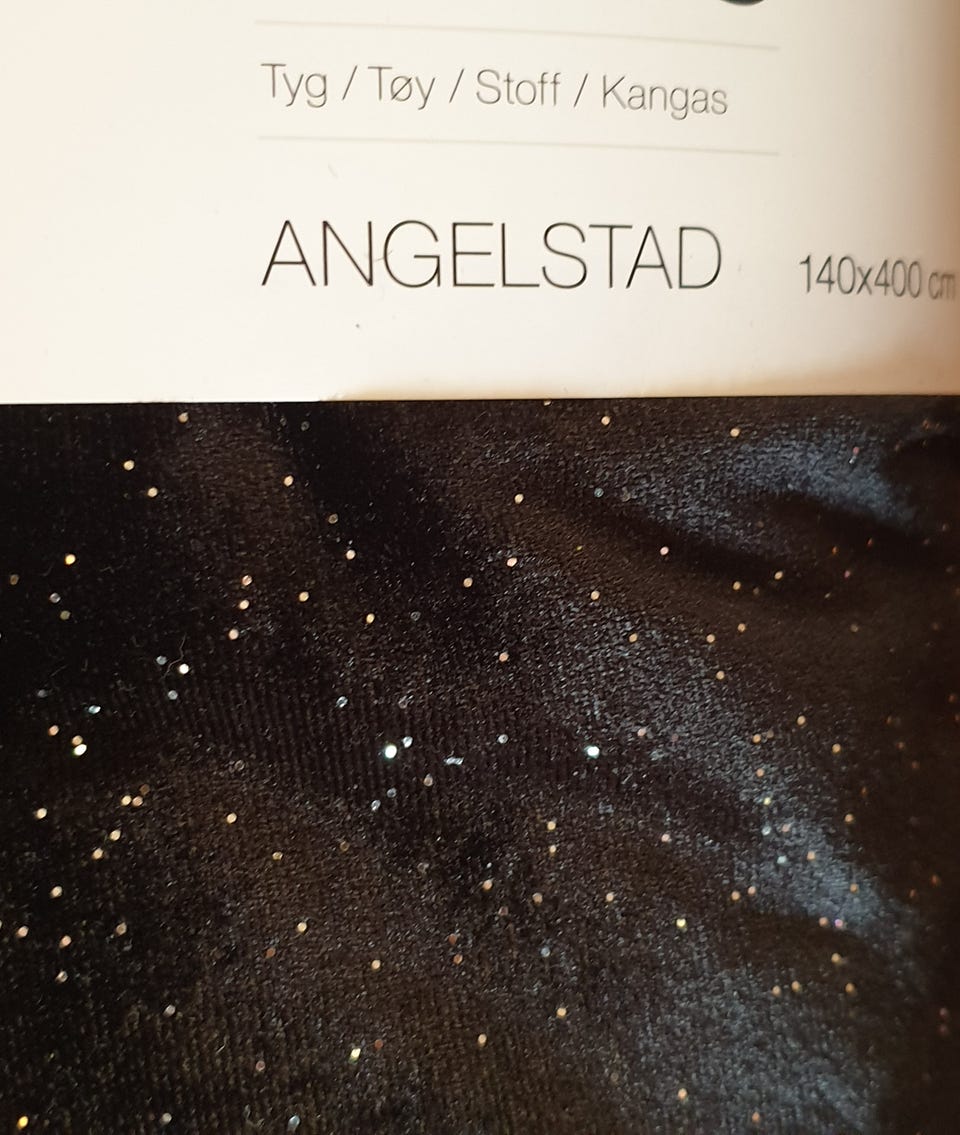 Tyg / Tøy / Stoff / Kangas
ANGELSTAD 140x400 cm